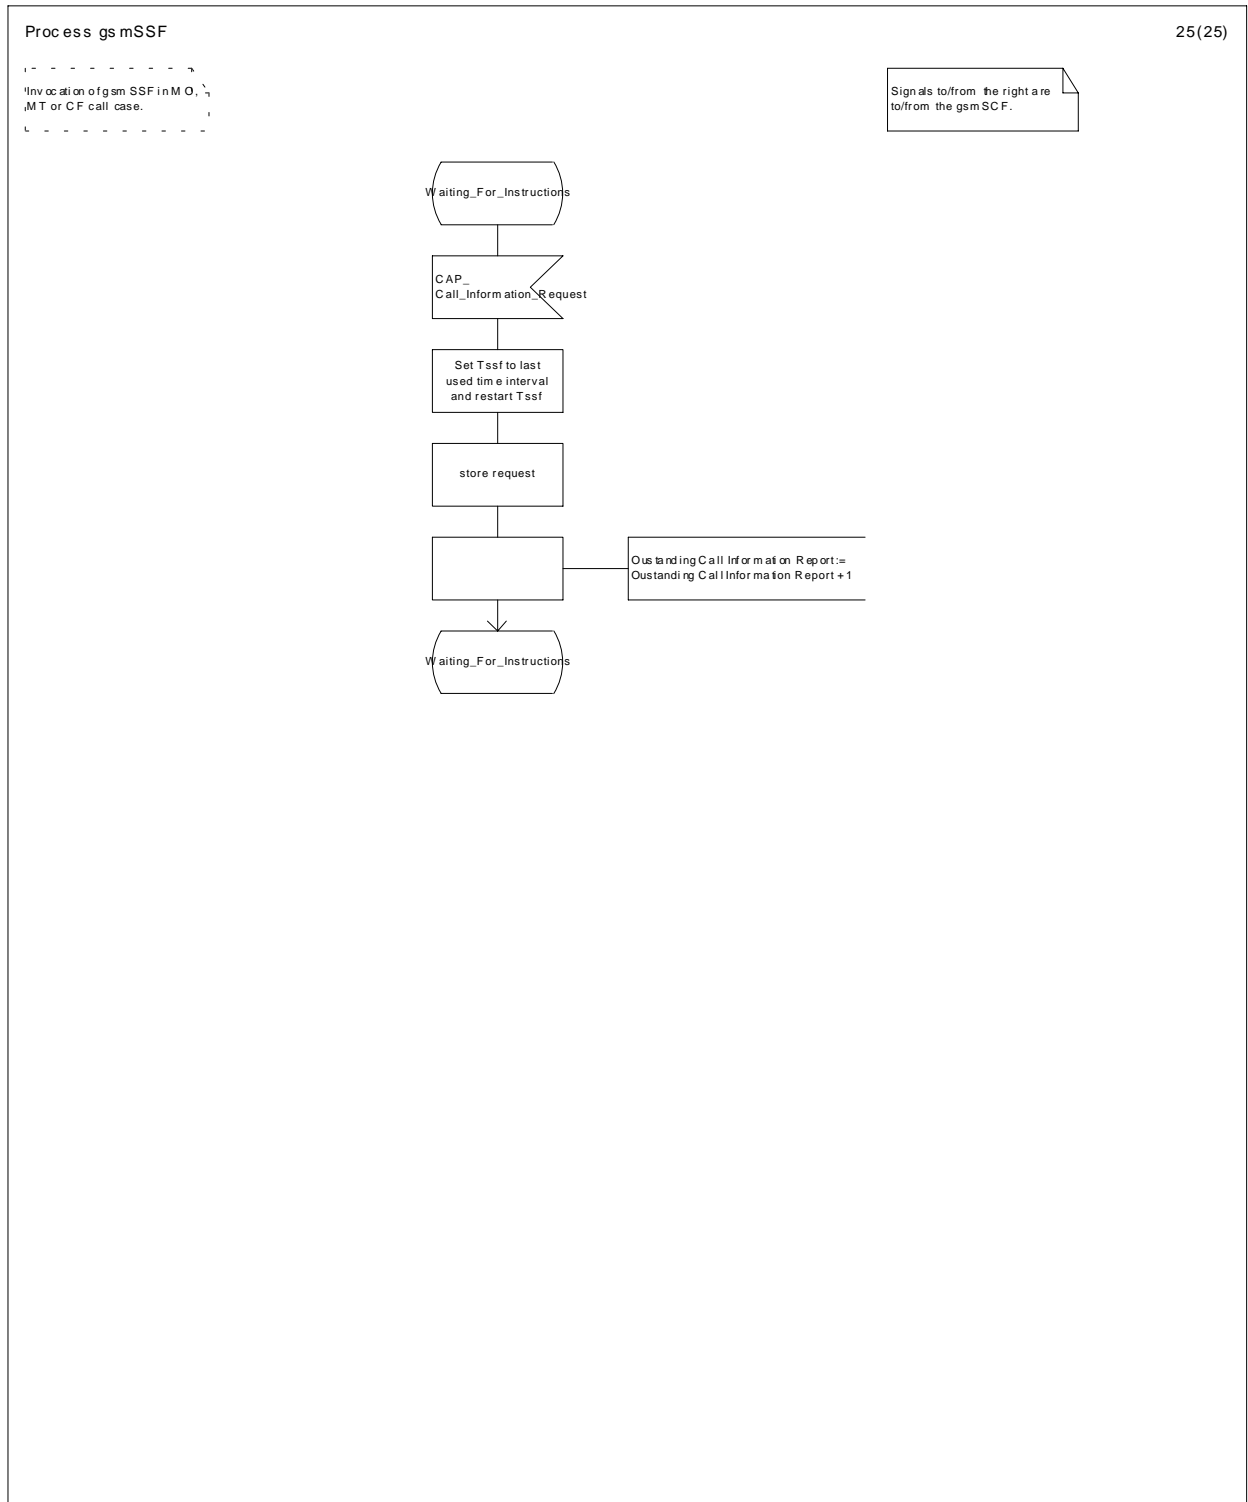 Process gsmSSF
25(25)
Invocation of gsmSSF in MO,
MT or CF call case.
Signals to/from the right are
to/from the gsmSCF.
Waiting_For_Instructions
CAP_
Call_Information_Request
Set Tssf to last
used time interval
and restart Tssf
store request
Oustanding Call Information Report:=
Oustanding Call Information Report + 1
Waiting_For_Instructions